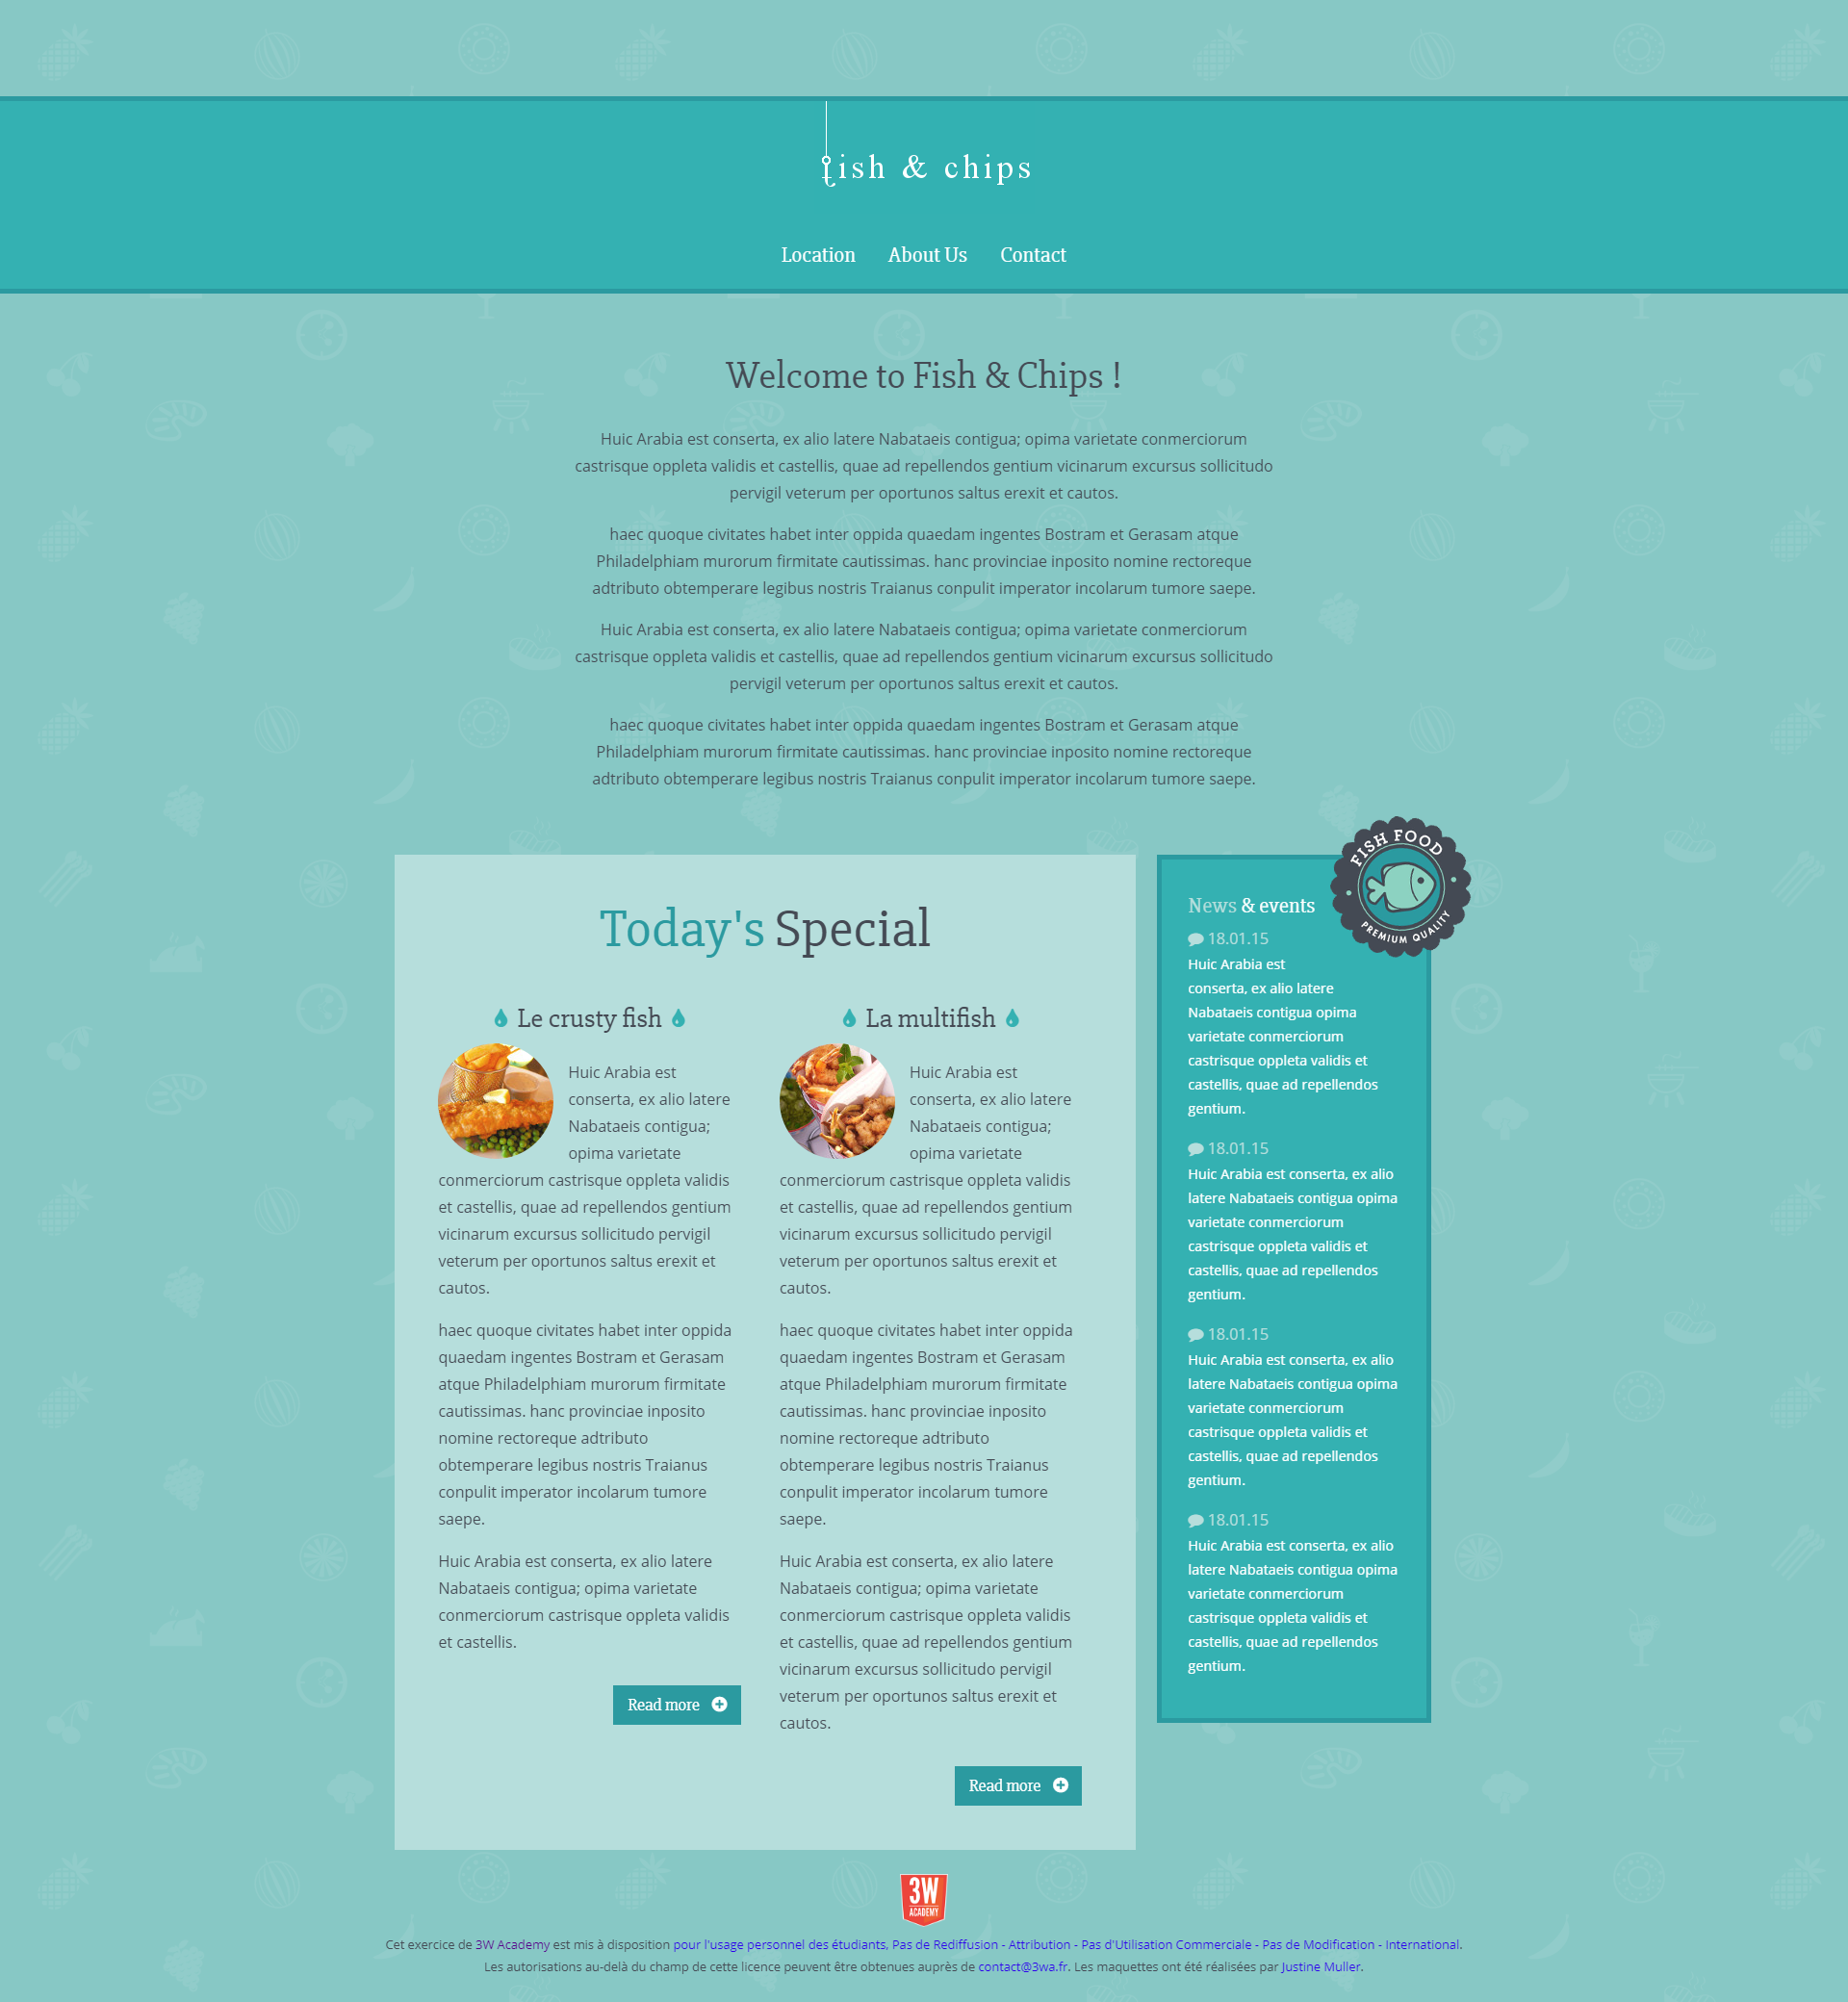 fish & chips
Location About Us Contact
Welcome to Fish & Chips !
Huic Arabia est conserta, ex alio latere Nabataeis contigua; opima varietate conmerciorum
castrisque oppleta validis et castellis, quae ad repellendos gentium vicinarum excursus sollicitudo
pervigil veterum per oportunos saltus erexit et cautos.
haec quoque civitates habet inter oppida quaedam ingentes Bostram et Gerasam atque
Philadelphiam murorum firmitate cautissimas. hanc provinciae inposito nomine rectoreque
adtributo obtemperare legibus nostris Traianus conpulit imperator incolarum tumore saepe.
Huic Arabia est conserta, ex alio latere Nabataeis contigua; opima varietate conmerciorum
castrisque oppleta validis et castellis, quae ad repellendos gentium vicinarum excursus sollicitudo
pervigil veterum per oportunos saltus erexit et cautos.
haec quoque civitates habet inter oppida quaedam ingentes Bostram et Gerasam atque
Philadelphiam murorum firmitate cautissimas. hanc provinciae inposito nomine rectoreque
adtributo obtemperare legibus nostris Traianus conpulit imperator incolarum tumore saepe.
Today's Special
Le crusty fish
Huic Arabia est
conserta, ex alio latere
Nabataeis contigua;
opima varietate
conmerciorum castrisque oppleta validis
et castellis, quae ad repellendos gentium
vicinarum excursus sollicitudo pervigil
veterum per oportunos saltus erexit et
cautos.
haec quoque civitates habet inter oppida
quaedam ingentes Bostram et Gerasam
atque Philadelphiam murorum firmitate
cautissimas. hanc provinciae inposito
nomine rectoreque adtributo
obtemperare legibus nostris Traianus
conpulit imperator incolarum tumore
saepe.
Huic Arabia est conserta, ex alio latere
Nabataeis contigua; opima varietate
conmerciorum castrisque oppleta validis
et castellis.
Read more
La multifish
Huic Arabia est
conserta, ex alio latere
Nabataeis contigua;
opima varietate
conmerciorum castrisque oppleta validis
et castellis, quae ad repellendos gentium
vicinarum excursus sollicitudo pervigil
veterum per oportunos saltus erexit et
cautos.
haec quoque civitates habet inter oppida
quaedam ingentes Bostram et Gerasam
atque Philadelphiam murorum firmitate
cautissimas. hanc provinciae inposito
nomine rectoreque adtributo
obtemperare legibus nostris Traianus
conpulit imperator incolarum tumore
saepe.
Huic Arabia est conserta, ex alio latere
Nabataeis contigua; opima varietate
conmerciorum castrisque oppleta validis
et castellis, quae ad repellendos gentium
vicinarum excursus sollicitudo pervigil
veterum per oportunos saltus erexit et
cautos.
Read more
FISH FOOD
PREMIUM QUALITY
News & events
18.01.15
Huic Arabia est
conserta, ex alio latere
Nabataeis contigua opima
varietate conmerciorum
castrisque oppleta validis et
castellis, quae ad repellendos
gentium.
18.01.15
Huic Arabia est conserta, ex alio
latere Nabataeis contigua opima
varietate conmerciorum
castrisque oppleta validis et
castellis, quae ad repellendos
gentium.
18.01.15
Huic Arabia est conserta, ex alio
latere Nabataeis contigua opima
varietate conmerciorum
castrisque oppleta validis et
castellis, quae ad repellendos
gentium.
18.01.15
Huic Arabia est conserta, ex alio
latere Nabataeis contigua opima
varietate conmerciorum
castrisque oppleta validis et
castellis, quae ad repellendos
gentium.
3W
ACADEMY
Cet exercice de 3W Academy est mis à disposition pour l'usage personnel des étudiants, Pas de Rediffusion - Attribution - Pas d'Utilisation Commerciale - Pas de Modification - International.
Les autorisations au-delà du champ de cette licence peuvent être obtenues auprès de contact@3wa.fr. Les maquettes ont été réalisées par Justine Muller.